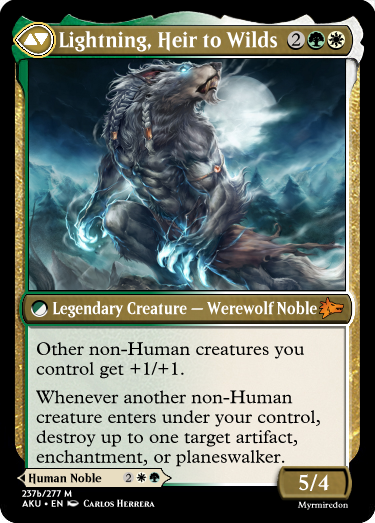 Lightning, Heir to Wilds 2
Legendary Creature — Werewolf Noble
Other non-Human creatures you
control get +1/+1.
Whenever another non-Human
creature enters under your control,
destroy up to one target artifact,
enchantment, or planeswalker.
Human Noble 2
5/4
237b/277 M
AKU • EN Carlos Herrera
Myrmiredon